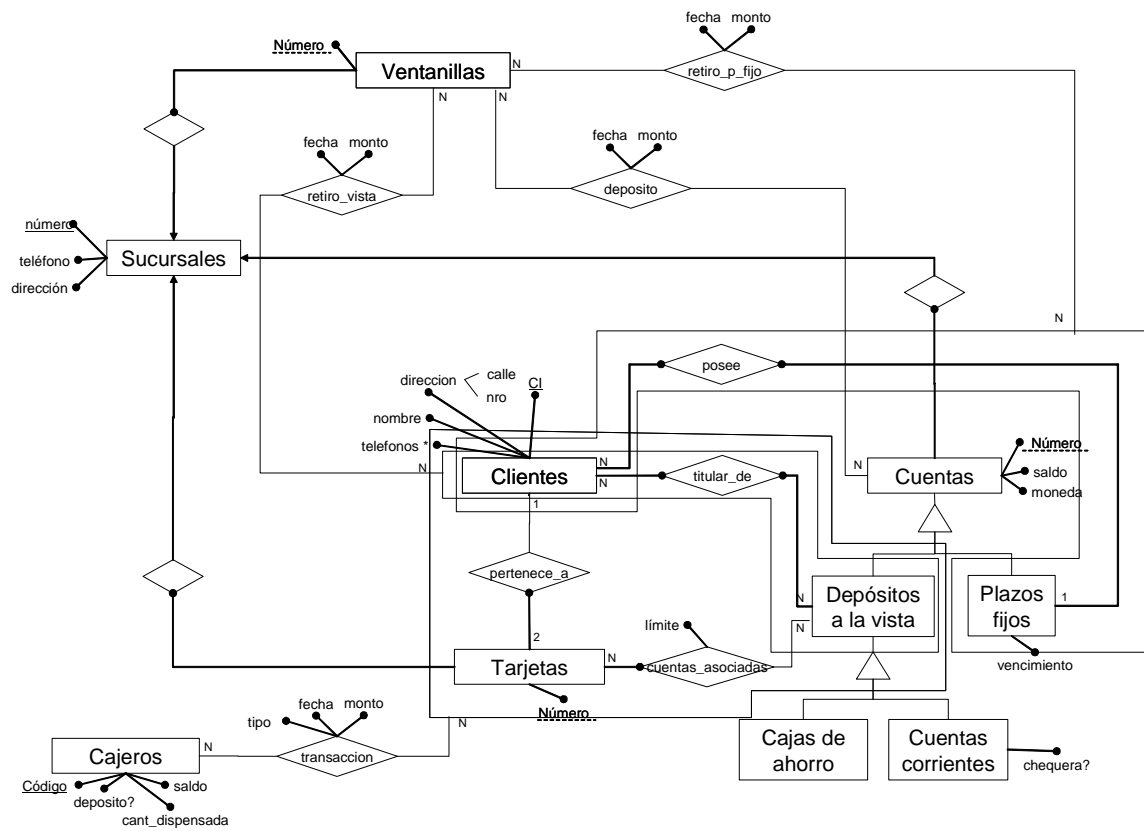 fecha monto
Número
N
retiro_p_fijo
Ventanillas
N
N
fecha monto
fecha monto
retiro_vista
deposito
número
teléfono
Sucursales
dirección
N
posee
direccion
calle
nro
CI
nombre
telefonos *
N
Clientes
N
N
titular_de
N
Cuentas
Número
saldo
moneda
1
pertenece_a
Depósitos
a la vista
N
N
Plazos
fijos
1
límite
2
vencimiento
Tarjetas
N
cuentas_asociadas
Número
fecha monto
tipo
N
Cajeros
N
transaccion
Cajas de
ahorro
Cuentas
corrientes
chequera?
Código
saldo
deposito?
cant_dispensada